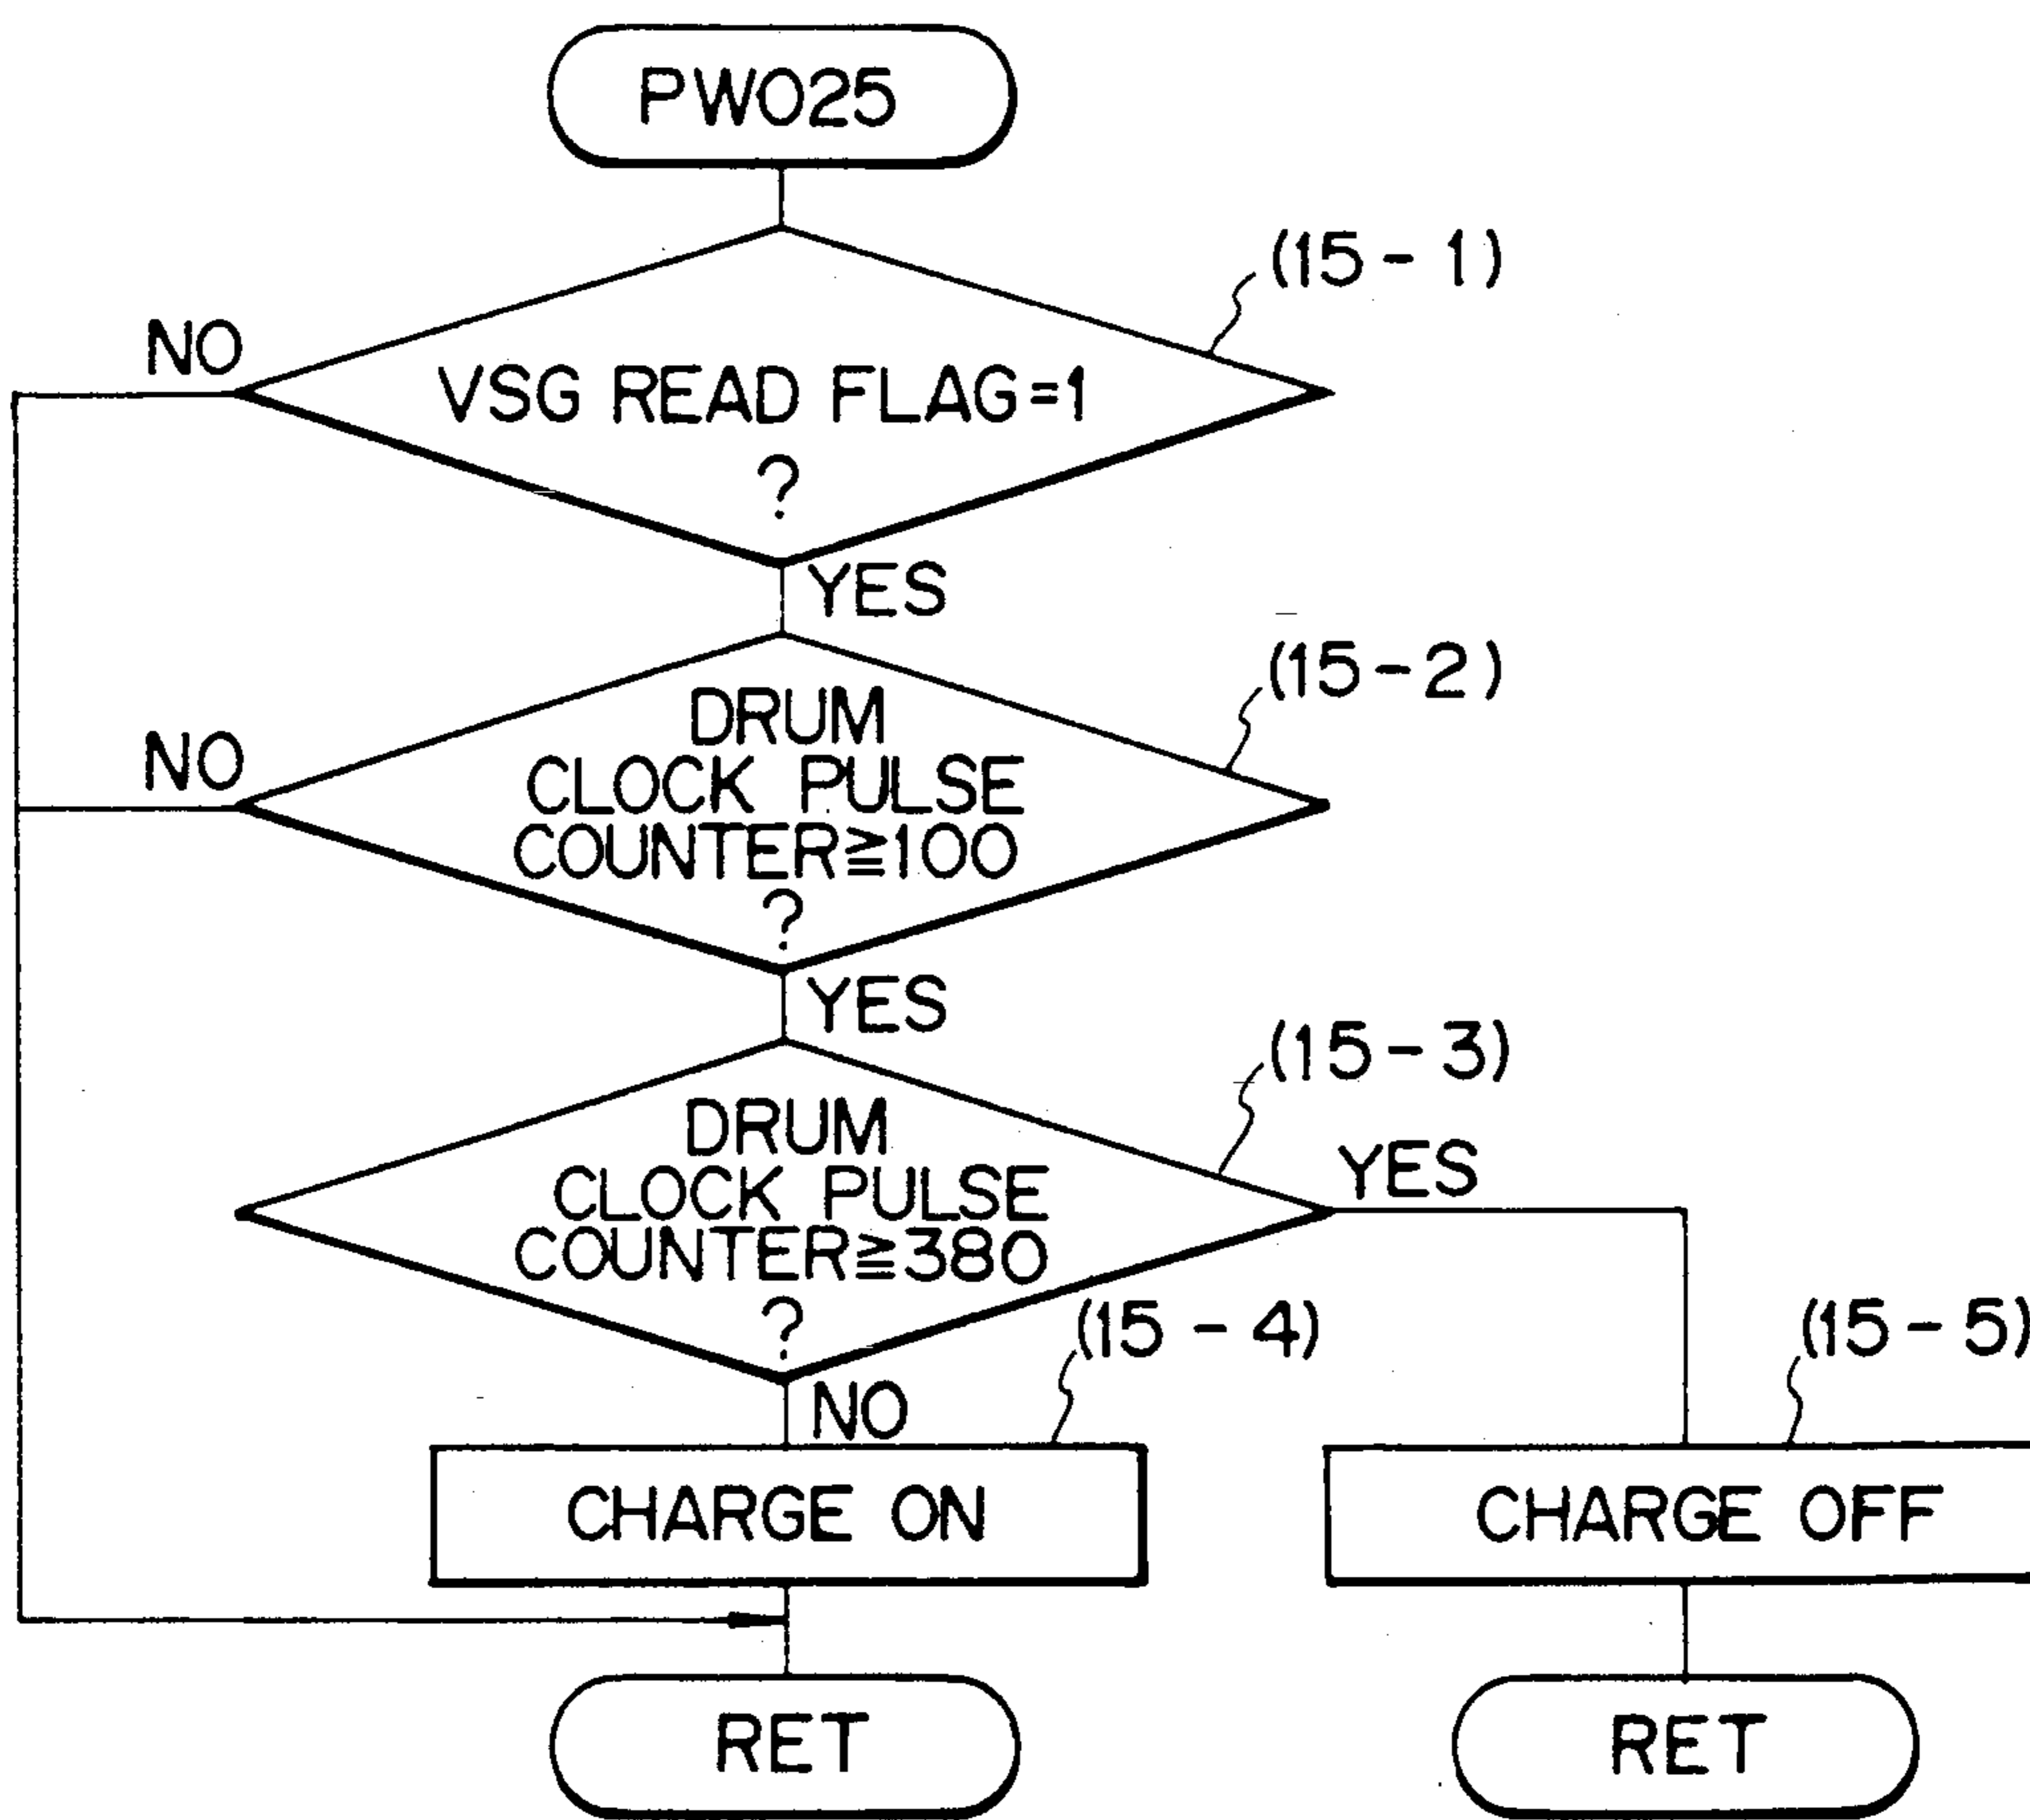 PW025
(15-1)
NO
VSG READ FLAG=1
?
YES
(15-2)
DRUM
NO
CLOCK PULSE
COUNTER≧100
?
YES
(15-3)
DRUM
YES
CLOCK PULSE
COUNTER≧380
?
(15-4)
(15-5)
NO
CHARGE ON
CHARGE OFF
RET
RET